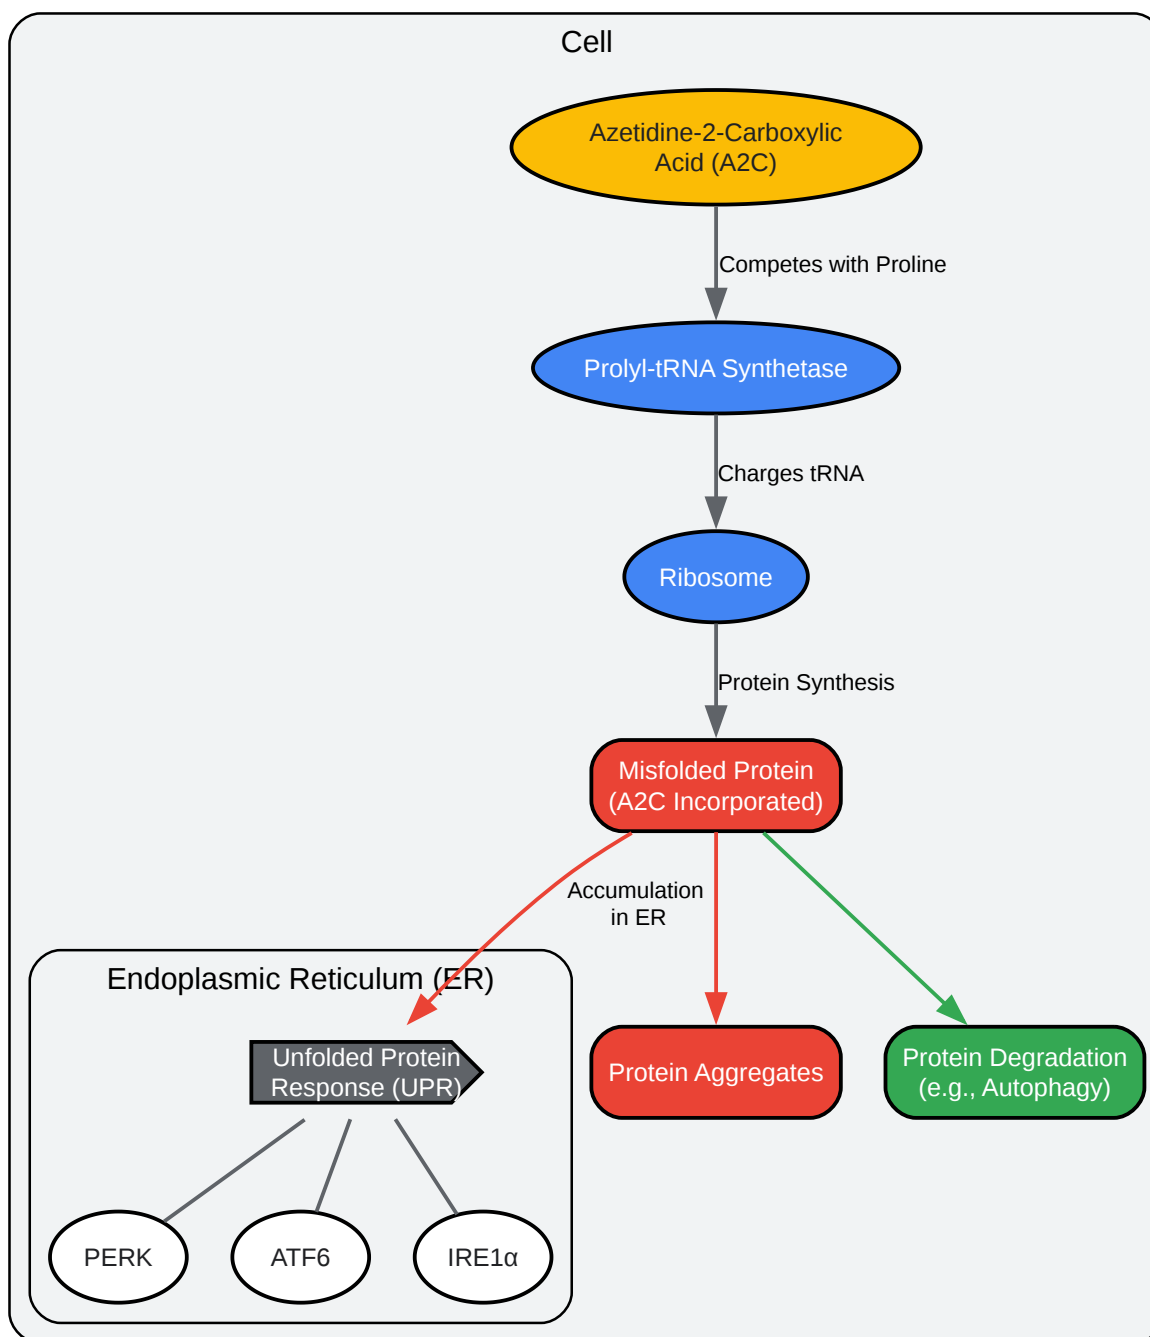 Cell
Azetidine-2-Carboxylic
Acid (A2C)
Competes with Proline
Prolyl-tRNA Synthetase
Charges tRNA
Ribosome
Protein Synthesis
Misfolded Protein
(A2C Incorporated)
Accumulation
in ER
Endoplasmic Reticulum (ER)
Unfolded Protein
Response (UPR)
Protein Aggregates
Protein Degradation
(e.g., Autophagy)
PERK
ATF6
IRE1α